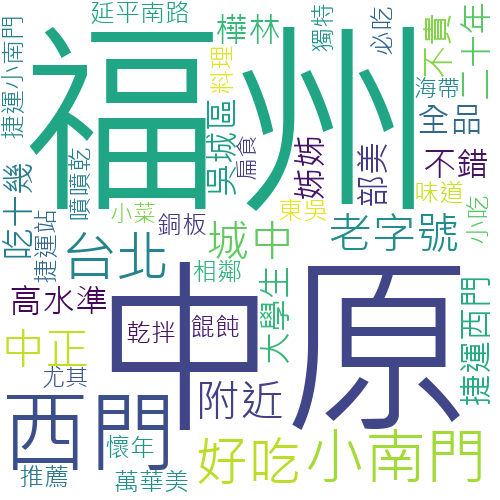 延平南路
樺林
獨特
必吃
不貴
二十年
捷運小南門
福州
料理
海帶
全品
吳城區
扁食
姊姊
部美
不錯
噴噴乾
味道
吃十幾
捷運站
小菜
銅板
東吳
小吃
台北
城中
老字號
相鄰
大學生
捷運西門
高水準
中原
乾拌
餛飩
中正
尤其
附近
西門
懷年
好吃
小南門
推薦
萬華美